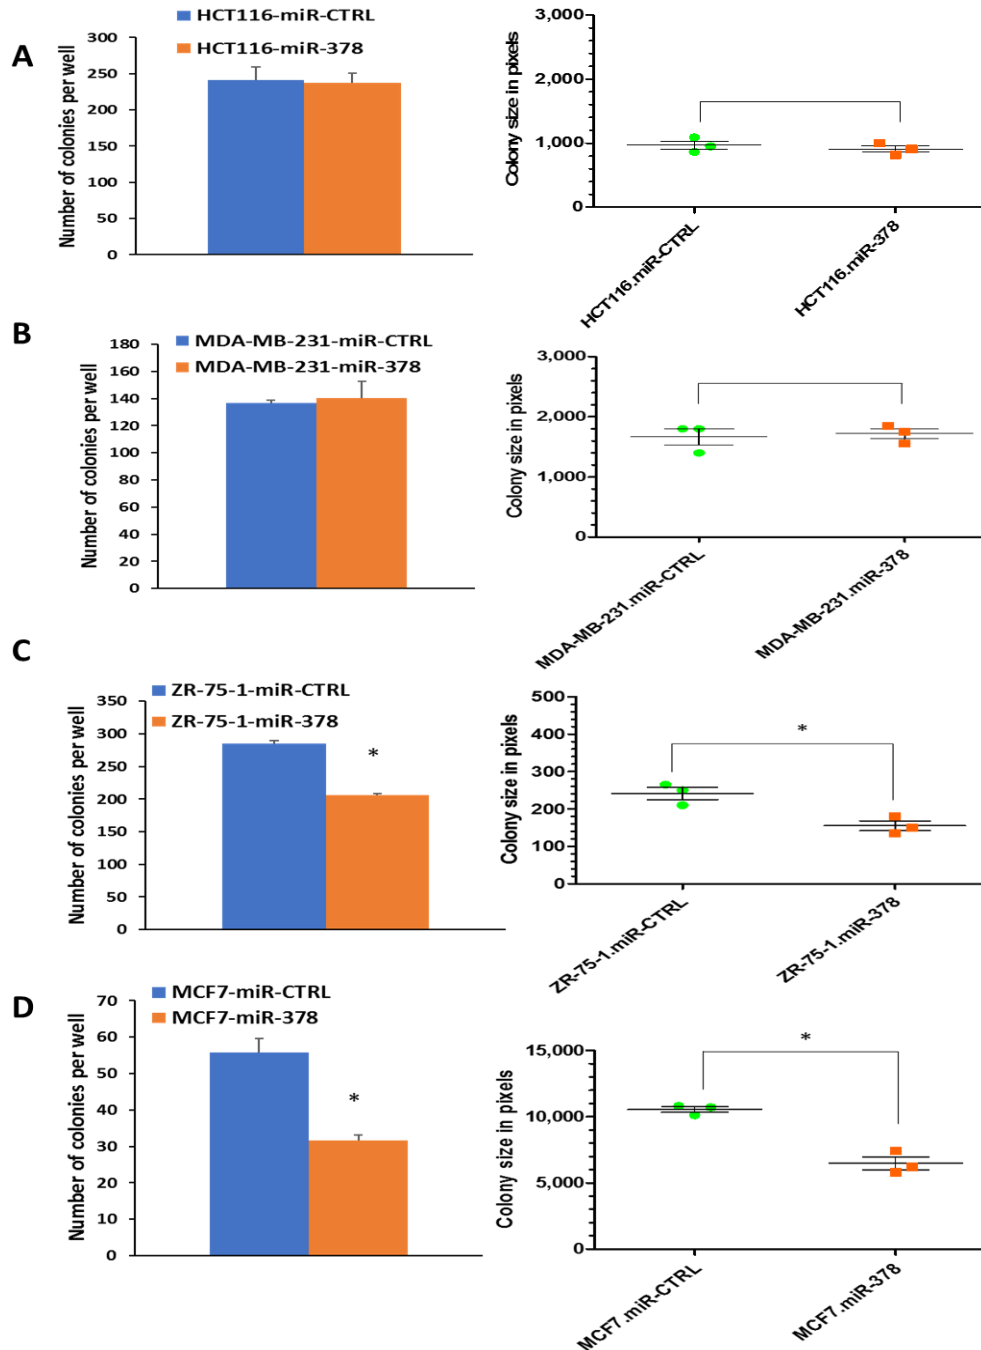 A
HCT116-miR-CTRL
HCT116-miR-378
Number of colonies per well
300
250
200
150
100
50
0
Colony size in pixels
3,000
2,000
1,000
0
HCT116.miR-CTRL
HCT116.miR-378
B
MDA-MB-231-miR-CTRL
MDA-MB-231-miR-378
Number of colonies per well
180
160
140
120
100
80
60
40
20
0
Colony size in pixels
3,000
2,000
1,000
0
MDA-MB-231.miR-CTRL
MDA-MB-231.miR-378
C
ZR-75-1-miR-CTRL
ZR-75-1-miR-378
Number of colonies per well
350
300
250
200
150
100
50
0
*
Colony size in pixels
500
400
300
200
100
0
*
ZR-75-1.miR-CTRL
ZR-75-1.miR-378
D
MCF7-miR-CTRL
MCF7-miR-378
Number of colonies per well
70
60
50
40
30
20
10
0
*
Colony size in pixels
15,000
10,000
5,000
0
*
MCF7.miR-CTRL
MCF7.miR-378